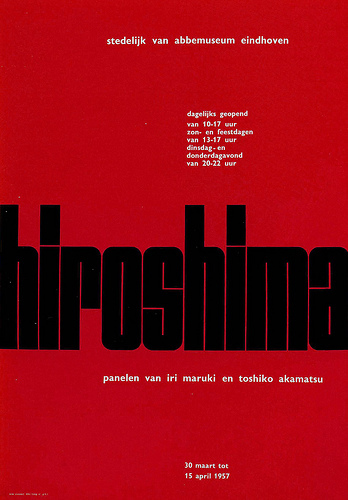 stedelijk van abbemuseum eindhoven
dagelijks geopend
van 10-17 uur
zon- en feestdagen
van 13-17 uur
dinsdag- en
donderdagavond
van 20-22 uur
hiroshima
panelen van iri maruki en toshiko akamatsu
30 maart tot
15 april 1957